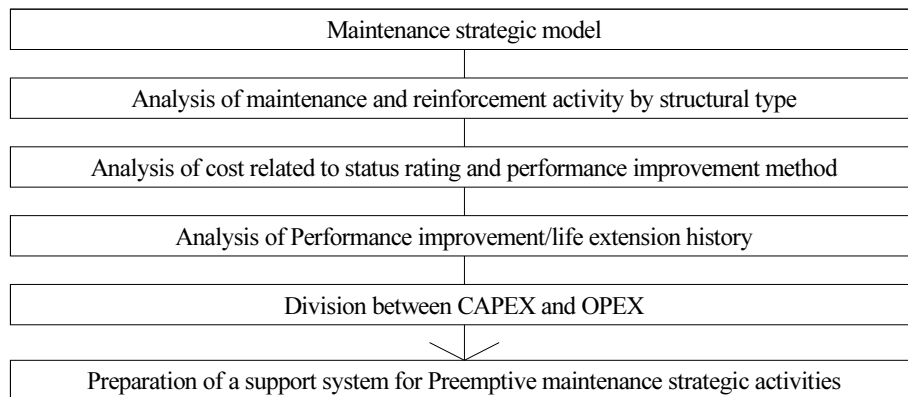 Maintenance strategic model
Analysis of maintenance and reinforcement activity by structural type
Analysis of cost related to status rating and performance improvement method
Analysis of Performance improvement/life extension history
Division between CAPEX and OPEX
Preparation of a support system for Preemptive maintenance strategic activities